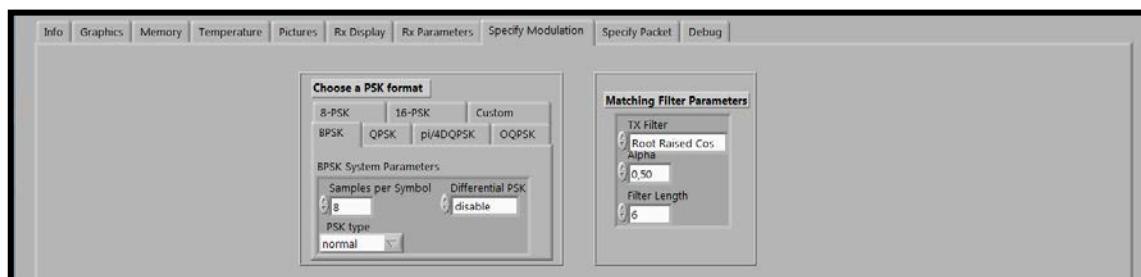 Info Graphics Memory Temperature Pictures Rx Display Rx Parameters Specify Modulation Specify Packet Debug
Choose a PSK format
8-PSK 16-PSK Custom
BPSK QPSK pi/4DQPSK OQPSK
BPSK System Parameters
Samples per Symbol Differential PSK
8 disable
PSK type
normal
Matching Filter Parameters
TX Filter
Root Raised Cos
Alpha
0,50
Filter Length
6